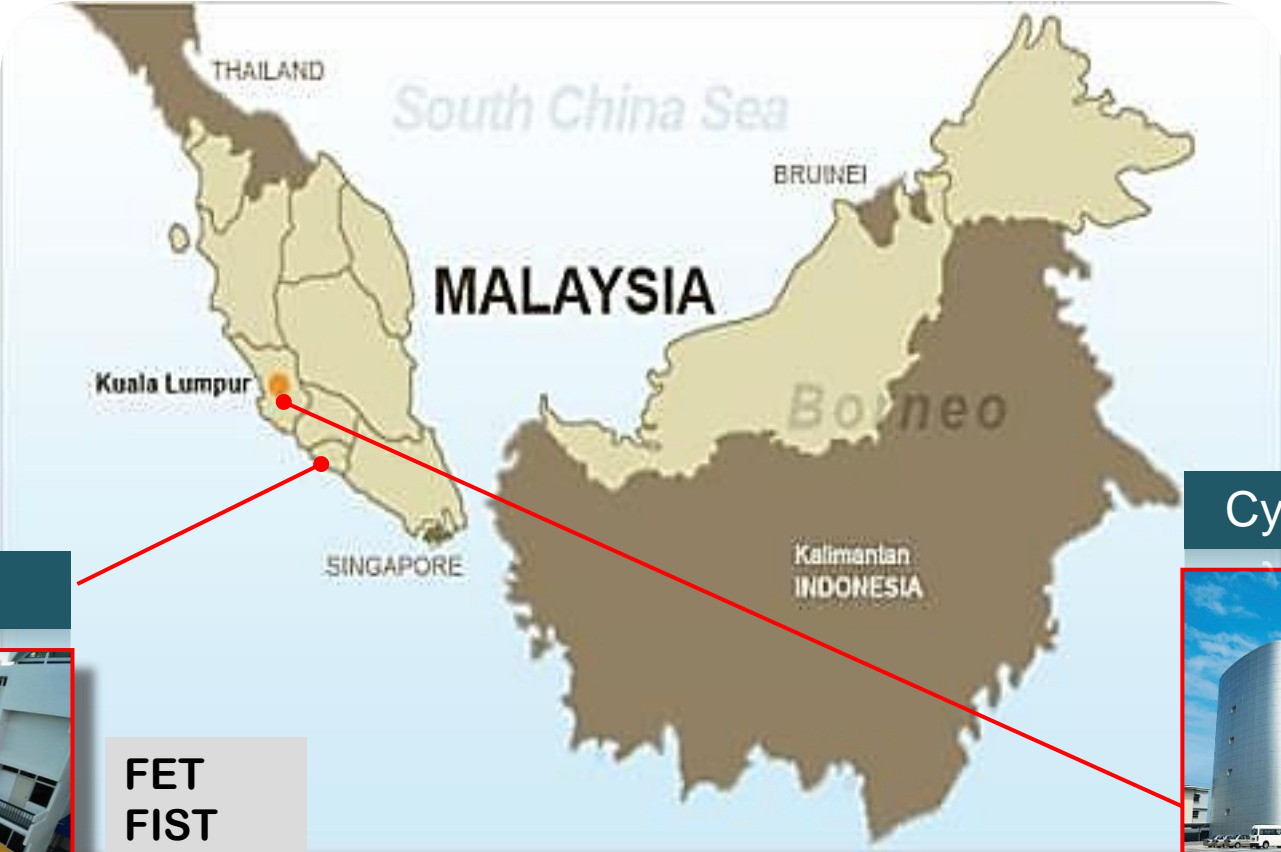 THAILAND
South China Sea
BRUINEI
MALAYSIA
Kuala Lumpur
Borneo
SINGAPORE
Kalimantan
INDONESIA
Cy
FET
FIST